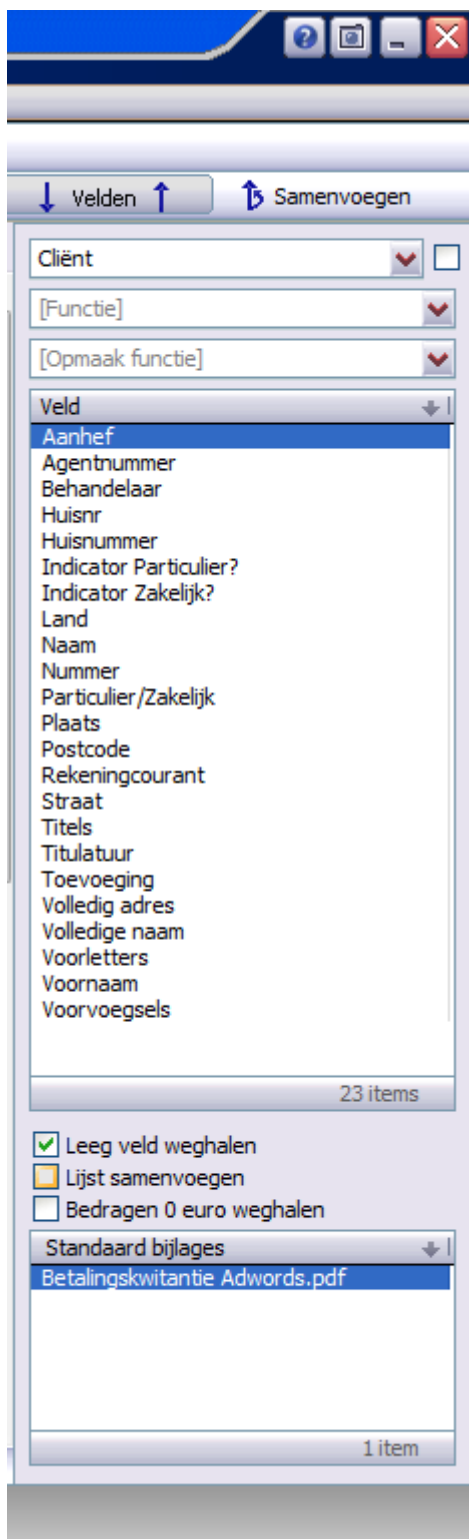 Velden
Samenvoegen
Cliënt
[Functie]
[Opmaak functie]
Veld
Aanhef
Agentnummer
Behandelaar
Huisnr
Huisnummer
Indicator Particulier?
Indicator Zakelijk?
Land
Naam
Nummer
Particulier/Zakelijk
Plaats
Postcode
Rekeningcourant
Straat
Titels
Titulatuur
Toevoeging
Volledig adres
Volledige naam
Voorletters
Voornaam
Voorvoegsels
23 items
Leeg veld weghalen
Lijst samenvoegen
Bedragen 0 euro weghalen
Standaard bijlages
Betalingskwitantie Adwords.pdf
1 item